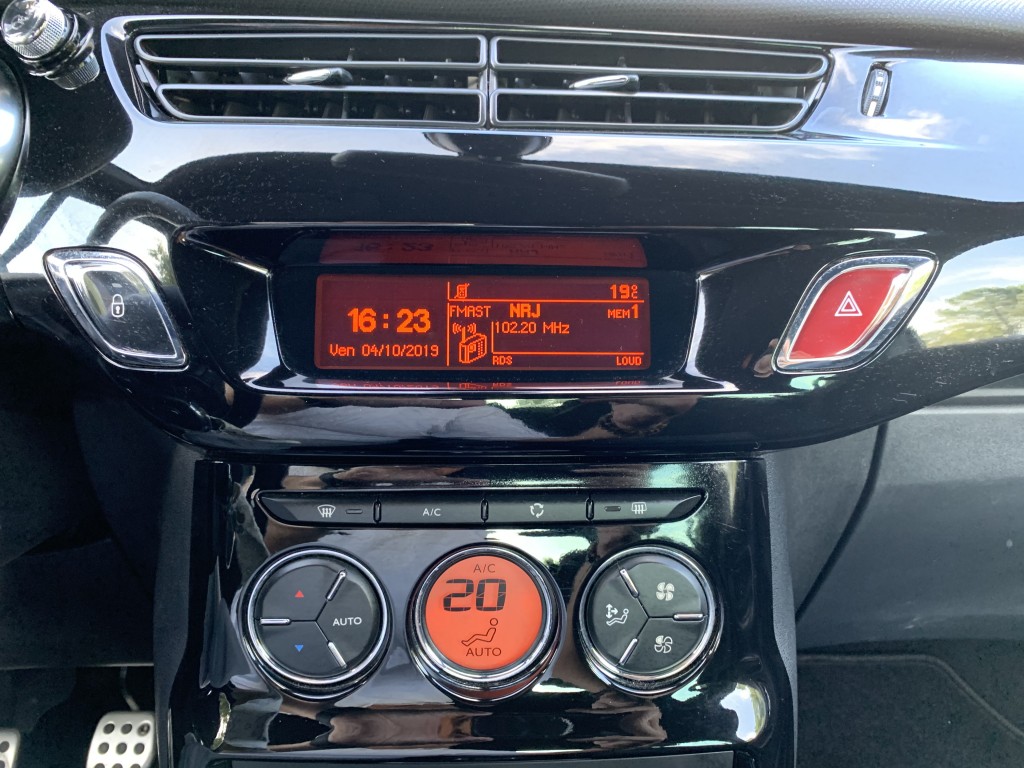 19°C
16:23
FMAST NRJ MEM1
102.20 MHz
Ven 04/10/2019
RDS LOUD
A/C
A/C
20
AUTO
AUTO